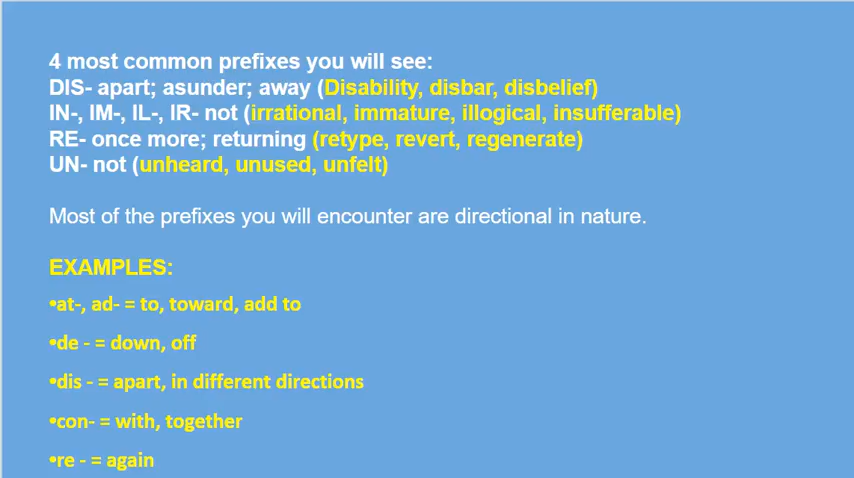 4 most common prefixes you will see:
DIS- apart; asunder; away (Disability, disbar, disbelief)
IN-, IM-, IL-, IR- not (irrational, immature, illogical, insufferable)
RE- once more; returning (retype, revert, regenerate)
UN- not (unheard, unused, unfelt)
Most of the prefixes you will encounter are directional in nature.
EXAMPLES:
•at-, ad- = to, toward, add to
•de - = down, off
•dis - = apart, in different directions
•con- = with, together
•re - = again